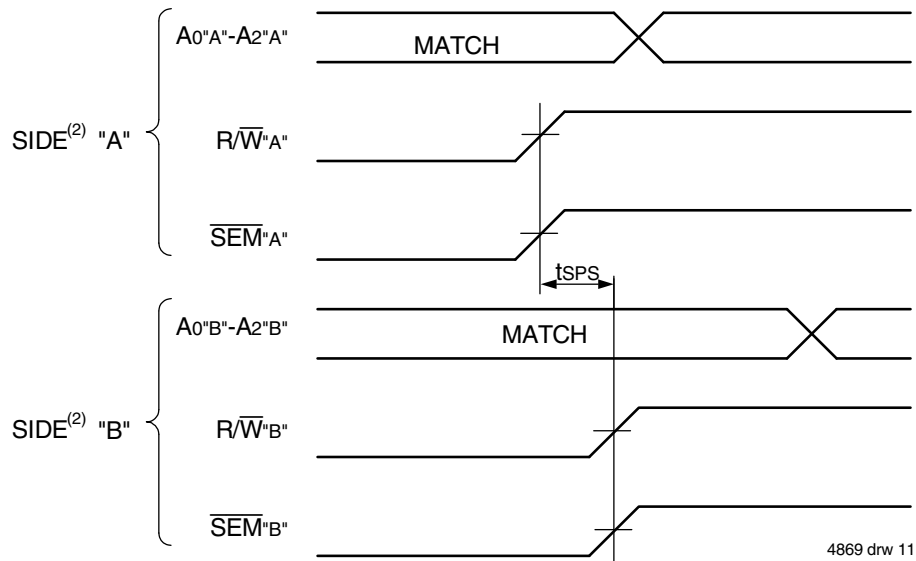 A0"A"-A2"A"
MATCH
SIDE(2) "A"
R/W"A"
SEM"A"
tSPS
A0"B"-A2"B"
MATCH
SIDE(2) "B"
R/W"B"
SEM"B"
4869 drw 11